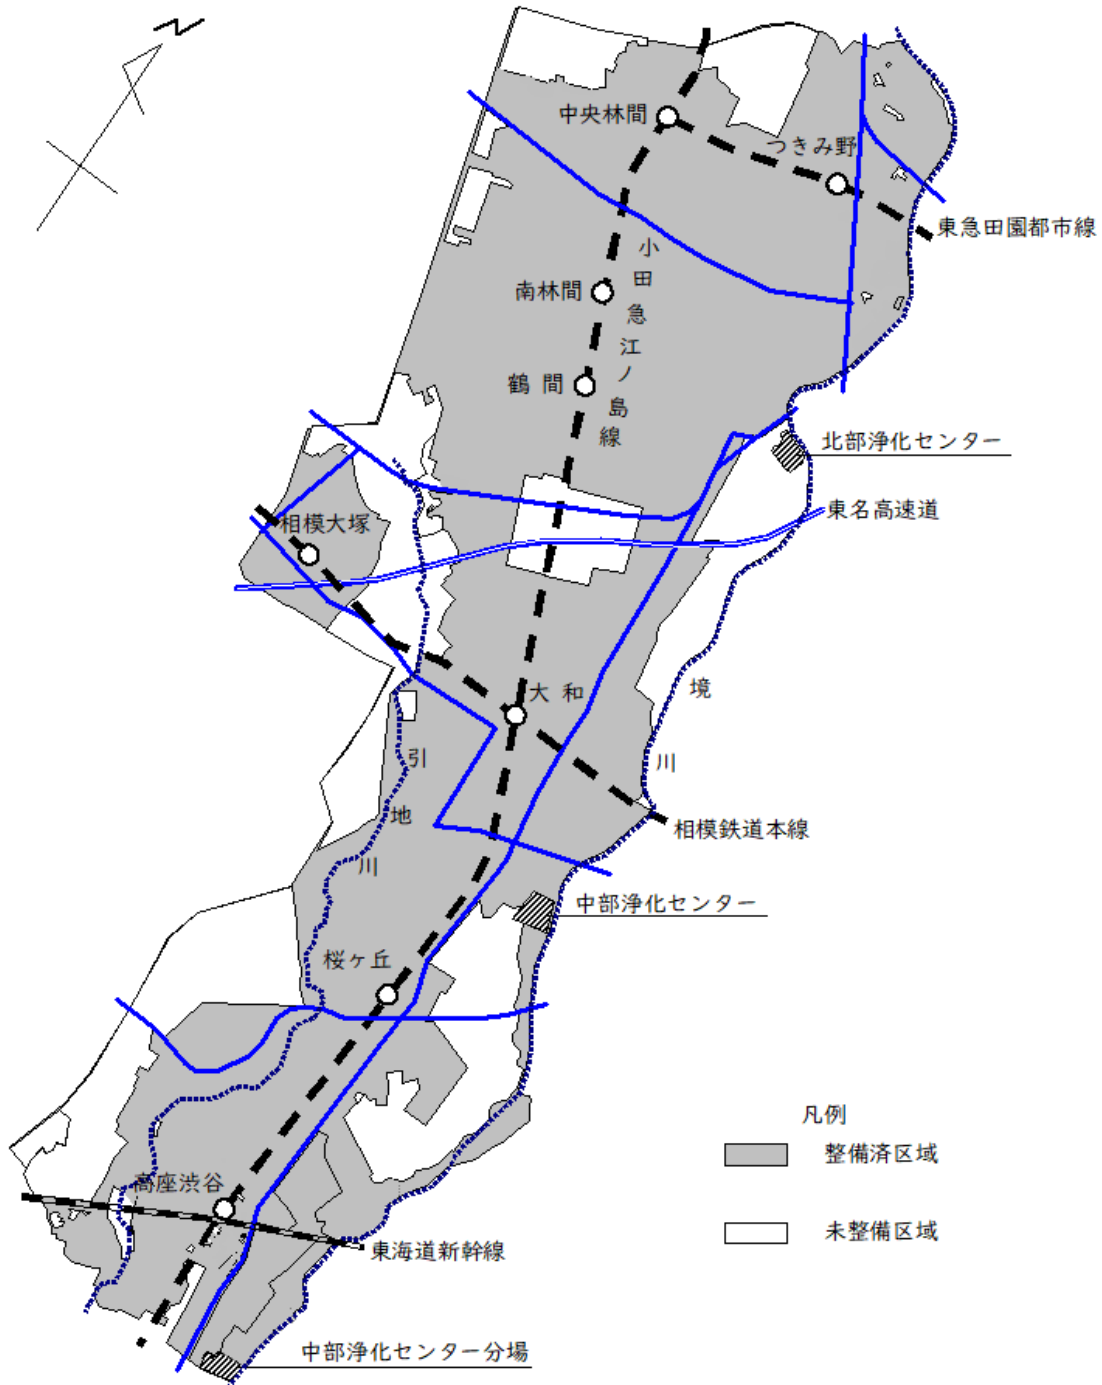 中央林間
つきみ野
東急田園都市線
小田急江ノ島線
南林間
鶴間
北部浄化センター
東名高速道
相模大塚
大和
境川
引地川
相模鉄道本線
中部浄化センター
桜ヶ丘
凡例
整備済区域
高座渋谷
未整備区域
東海道新幹線
中部浄化センター分場